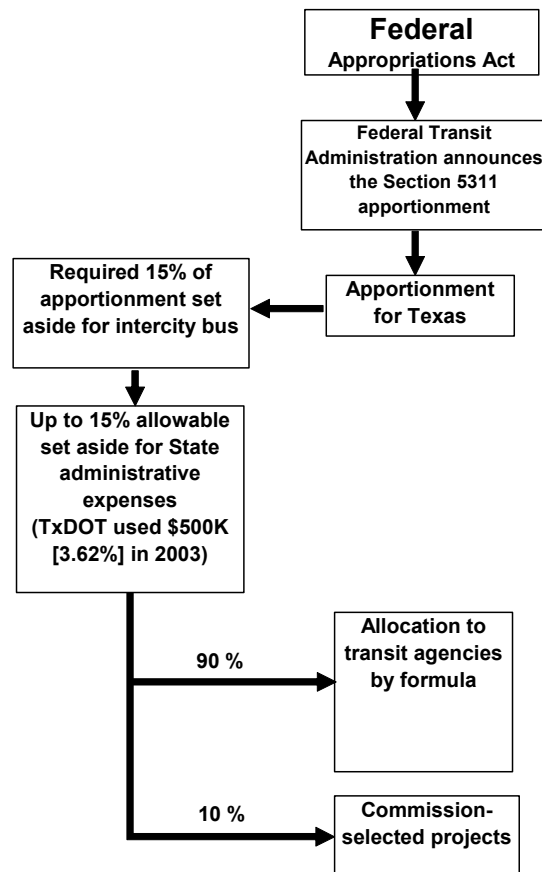 Federal
Appropriations Act
Federal Transit
Administration announces
the Section 5311
apportionment
Apportionment
for Texas
Required 15% of
apportionment set
aside for intercity bus
Up to 15% allowable
set aside for State
administrative
expenses
(TxDOT used $500K
[3.62%] in 2003)
90 %
Allocation to
transit agencies
by formula
10 %
Commission-
selected projects